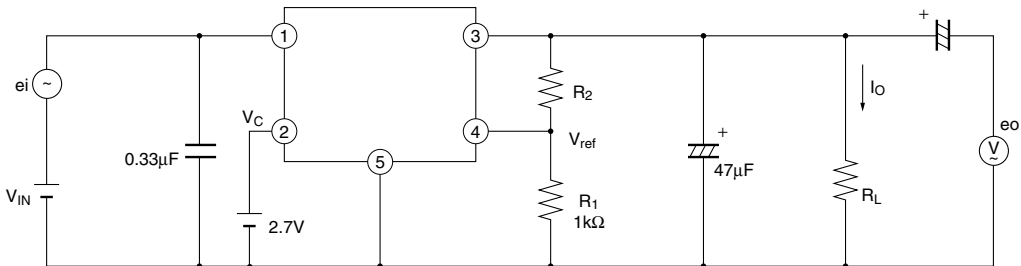 +
1
3
ei
~
R2
IO
VC
2
4
Vref
+
eo
V
~
0.33μF
5
47μF
VIN
2.7V
R1
1kΩ
RL